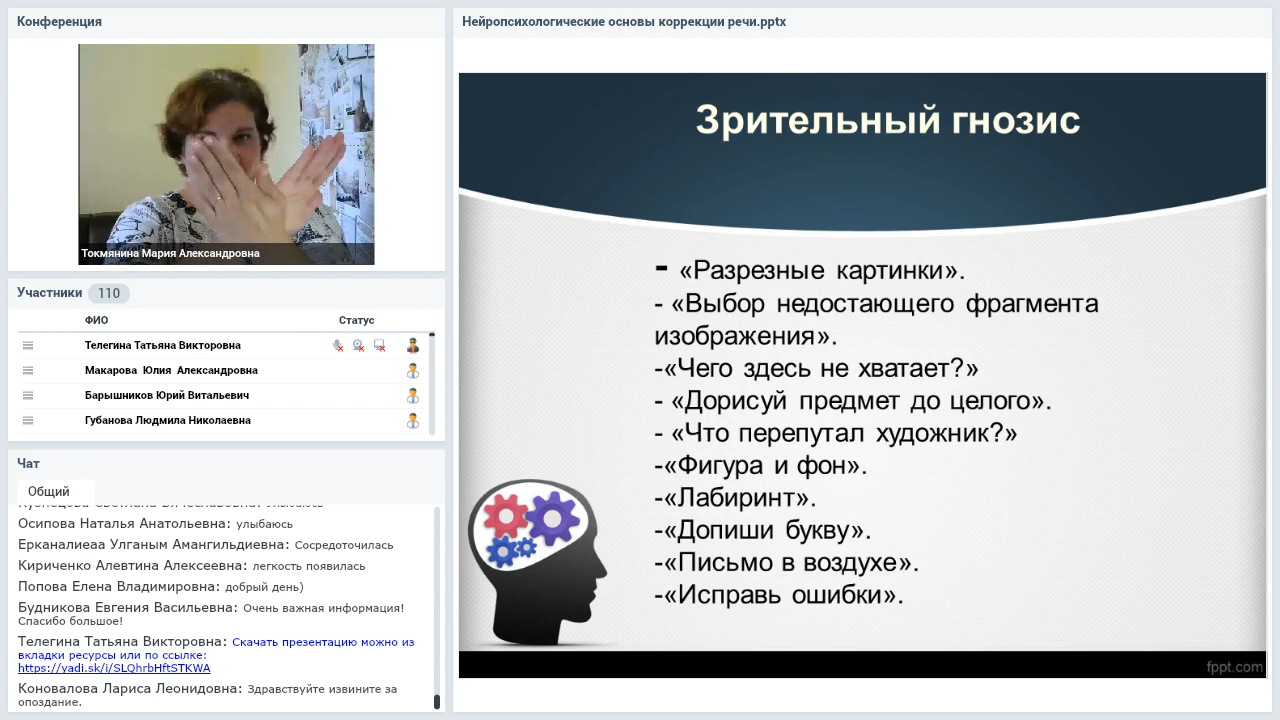 Конференция
Токмянина Мария Александровна
Участники 110
ФИО Статус
Телегина Татьяна Викторовна
Макарова Юлия Александровна
Барышников Юрий Витальевич
Губанова Людмила Николаевна
Чат
Общий
Осипова Наталья Анатольевна: улыбаюсь
Ерканалиеаа Улганым Амангильдиевна: Сосредоточилась
Кириченко Алевтина Алексеевна: легкость появилась
Попова Елена Владимировна: добрый день)
Будникова Евгения Васильевна: Очень важная информация!
Спасибо большое!
Телегина Татьяна Викторовна: Скачать презентацию можно из
вкладки ресурсы или по ссылке:
https://yadi.sk/i/SLQhrbHftSTKWA
Коновалова Лариса Леонидовна: Здравствуйте извините за
опоздание.
Нейропсихологические основы коррекции речи.pptx
Зрительный гнозис
- «Разрезные картинки».
- «Выбор недостающего фрагмента
изображения».
-«Чего здесь не хватает?»
- «Дорисуй предмет до целого».
- «Что перепутал художник?»
-«Фигура и фон».
-«Лабиринт».
-«Допиши букву».
-«Письмо в воздухе».
-«Исправь ошибки».
fppt.com